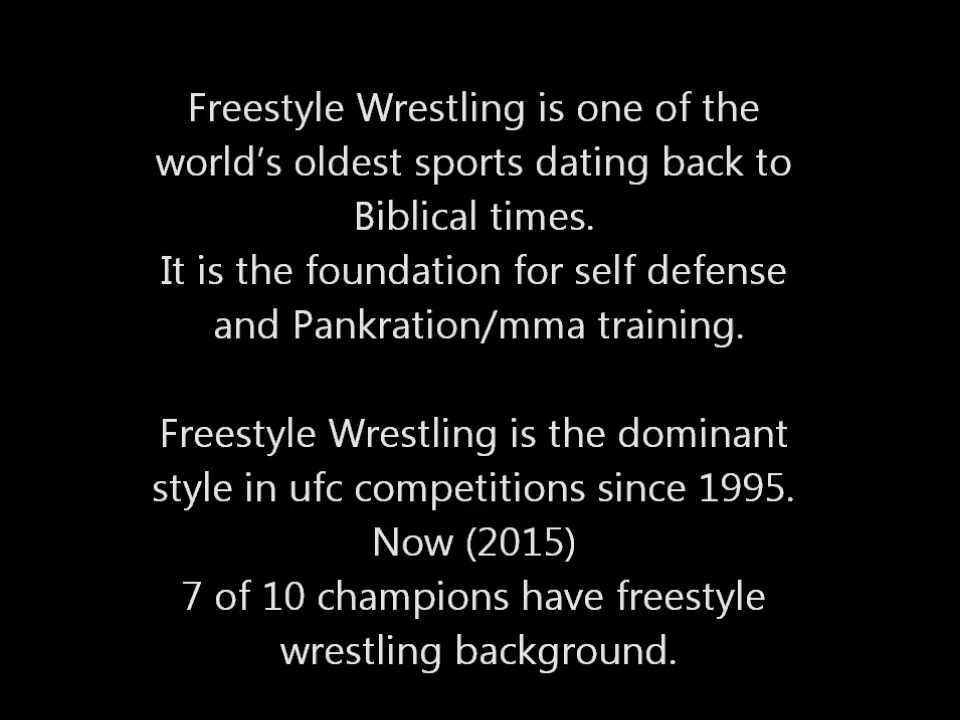 Freestyle Wrestling is one of the
world's oldest sports dating back to
Biblical times.
It is the foundation for self defense
and Pankration/mma training.
Freestyle Wrestling is the dominant
style in ufc competitions since 1995.
Now (2015)
7 of 10 champions have freestyle
wrestling background.